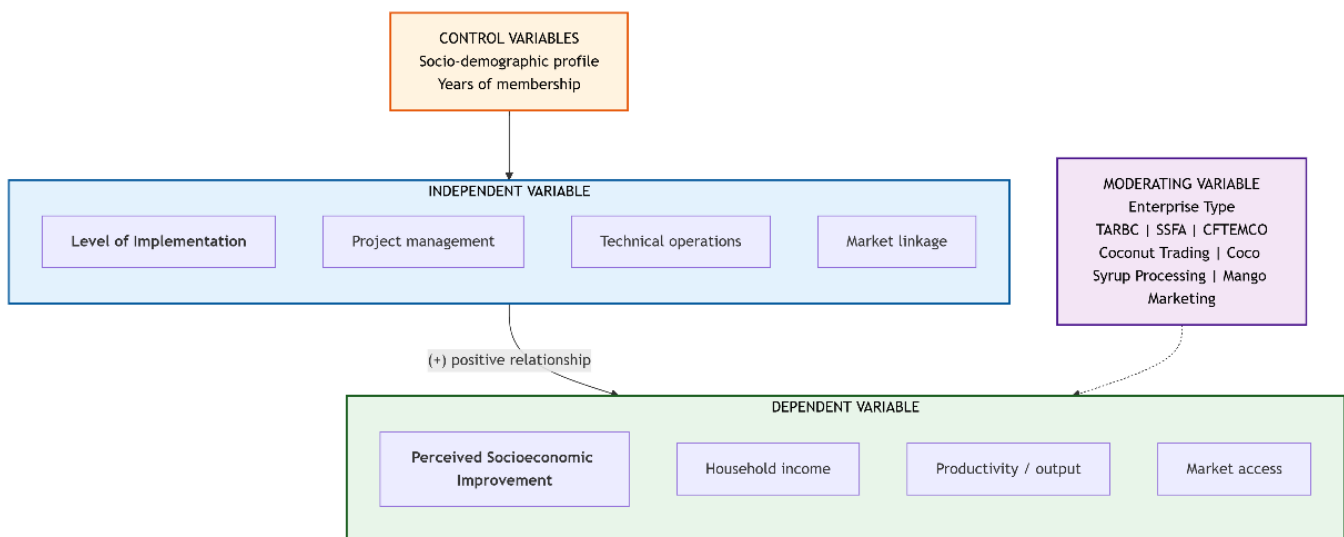 CONTROL VARIABLES
Socio-demographic profile
Years of membership
INDEPENDENT VARIABLE
Level of Implementation
Project management
Technical operations
Market linkage
MODERATING VARIABLE
Enterprise Type
TARBC | SSFA | CFTEMCO
Coconut Trading | Coco
Syrup Processing | Mango
Marketing
(+) positive relationship
DEPENDENT VARIABLE
Perceived Socioeconomic
Improvement
Household income
Productivity / output
Market access